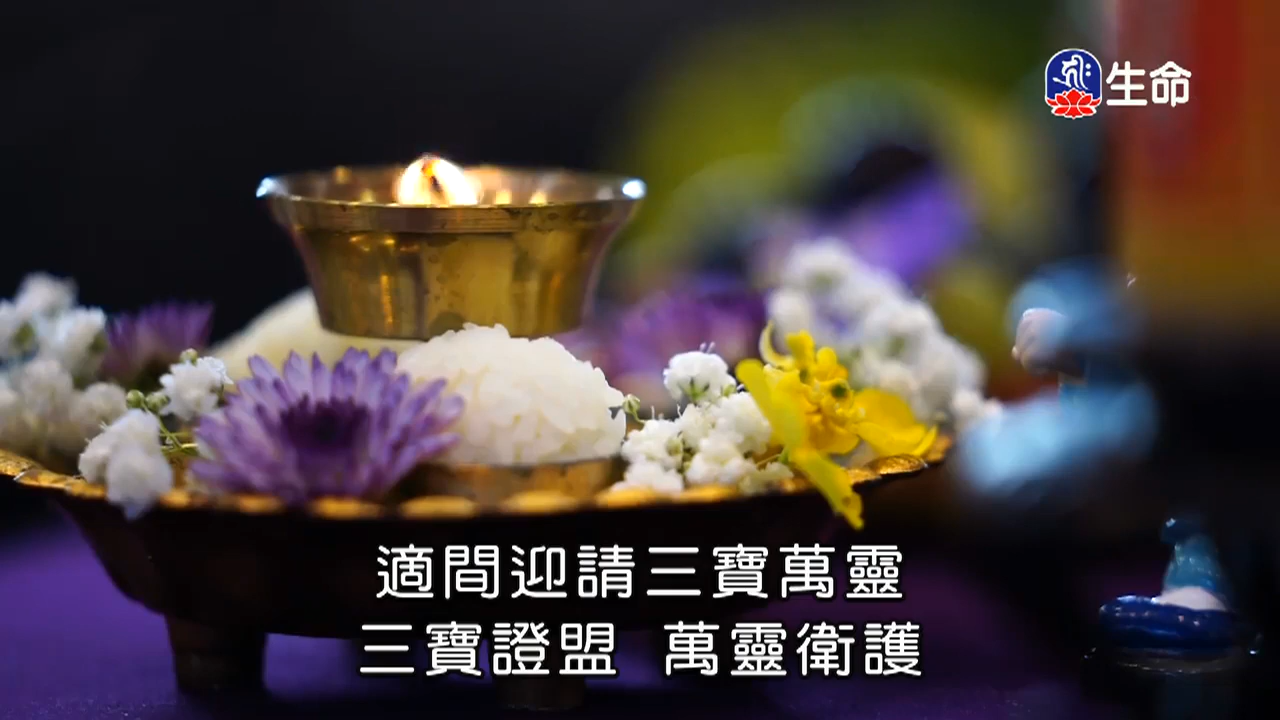 生命
適間迎請三寶萬靈
三寶證盟 萬靈衛護